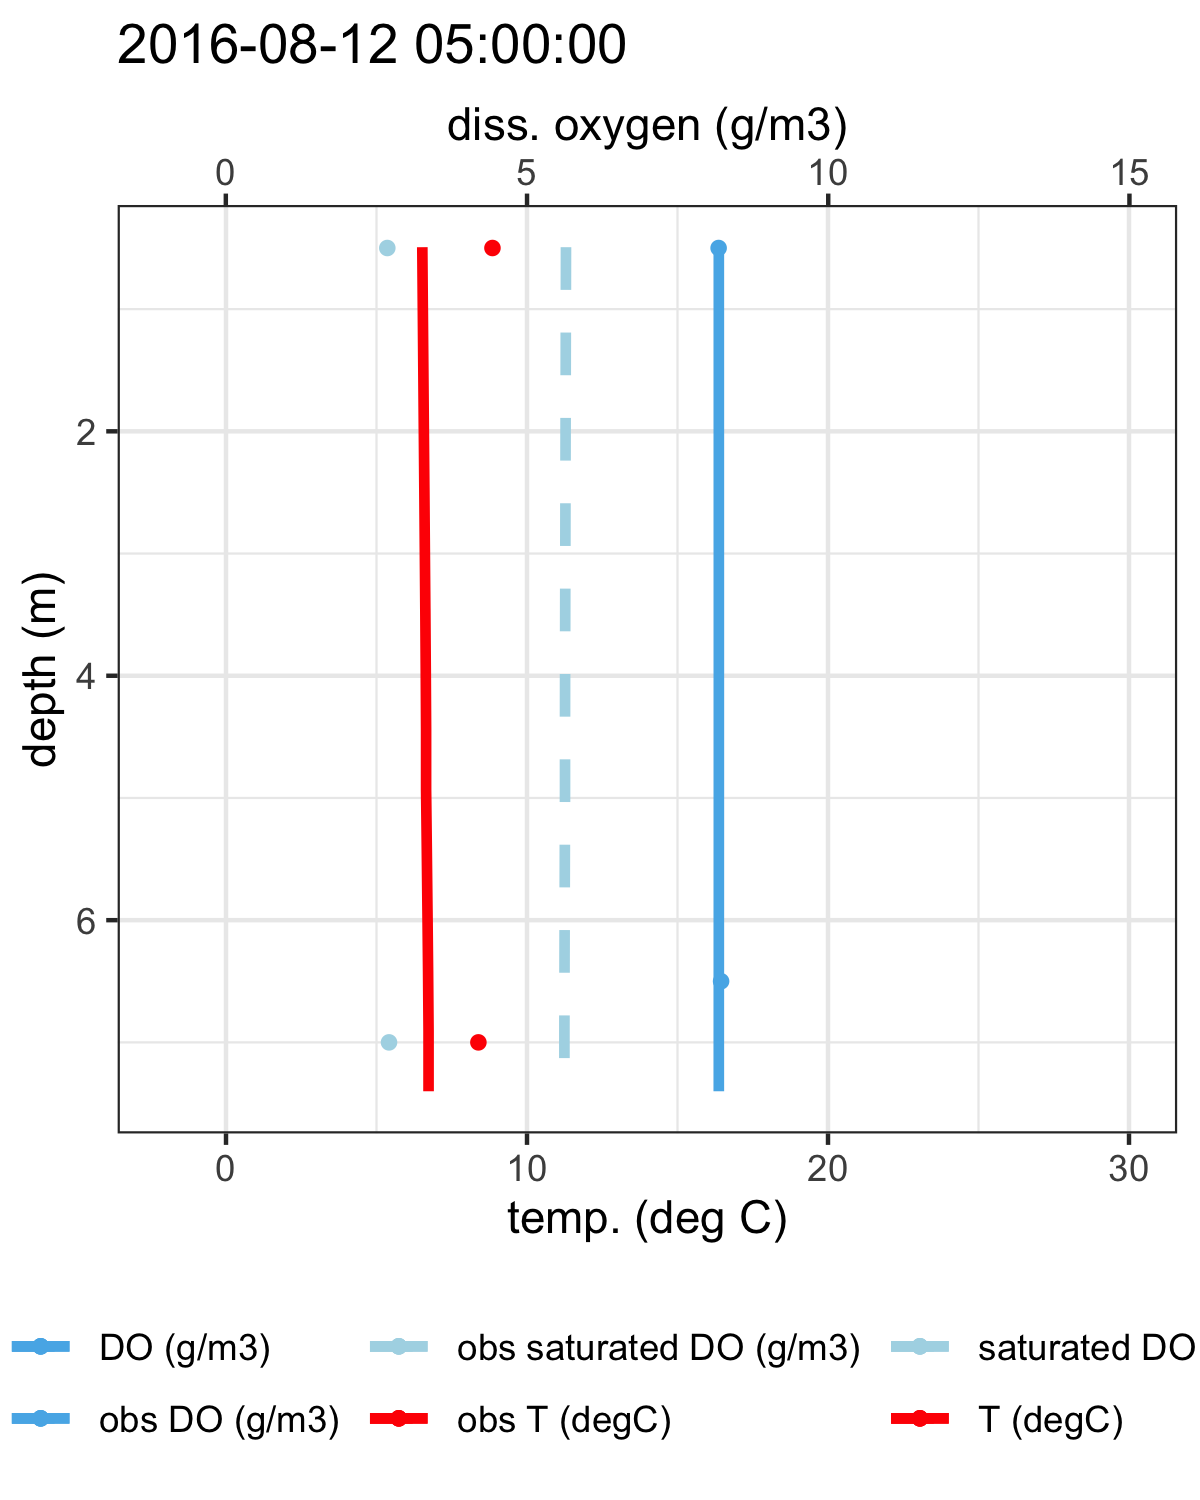 2016-08-12 05:00:00
diss. oxygen (g/m3)
0 5 10 15
depth (m)
2
4
6
0 10 20 30
temp. (deg C)
DO (g/m3) obs saturated DO (g/m3) saturated DO
obs DO (g/m3) obs T (degC) T (degC)